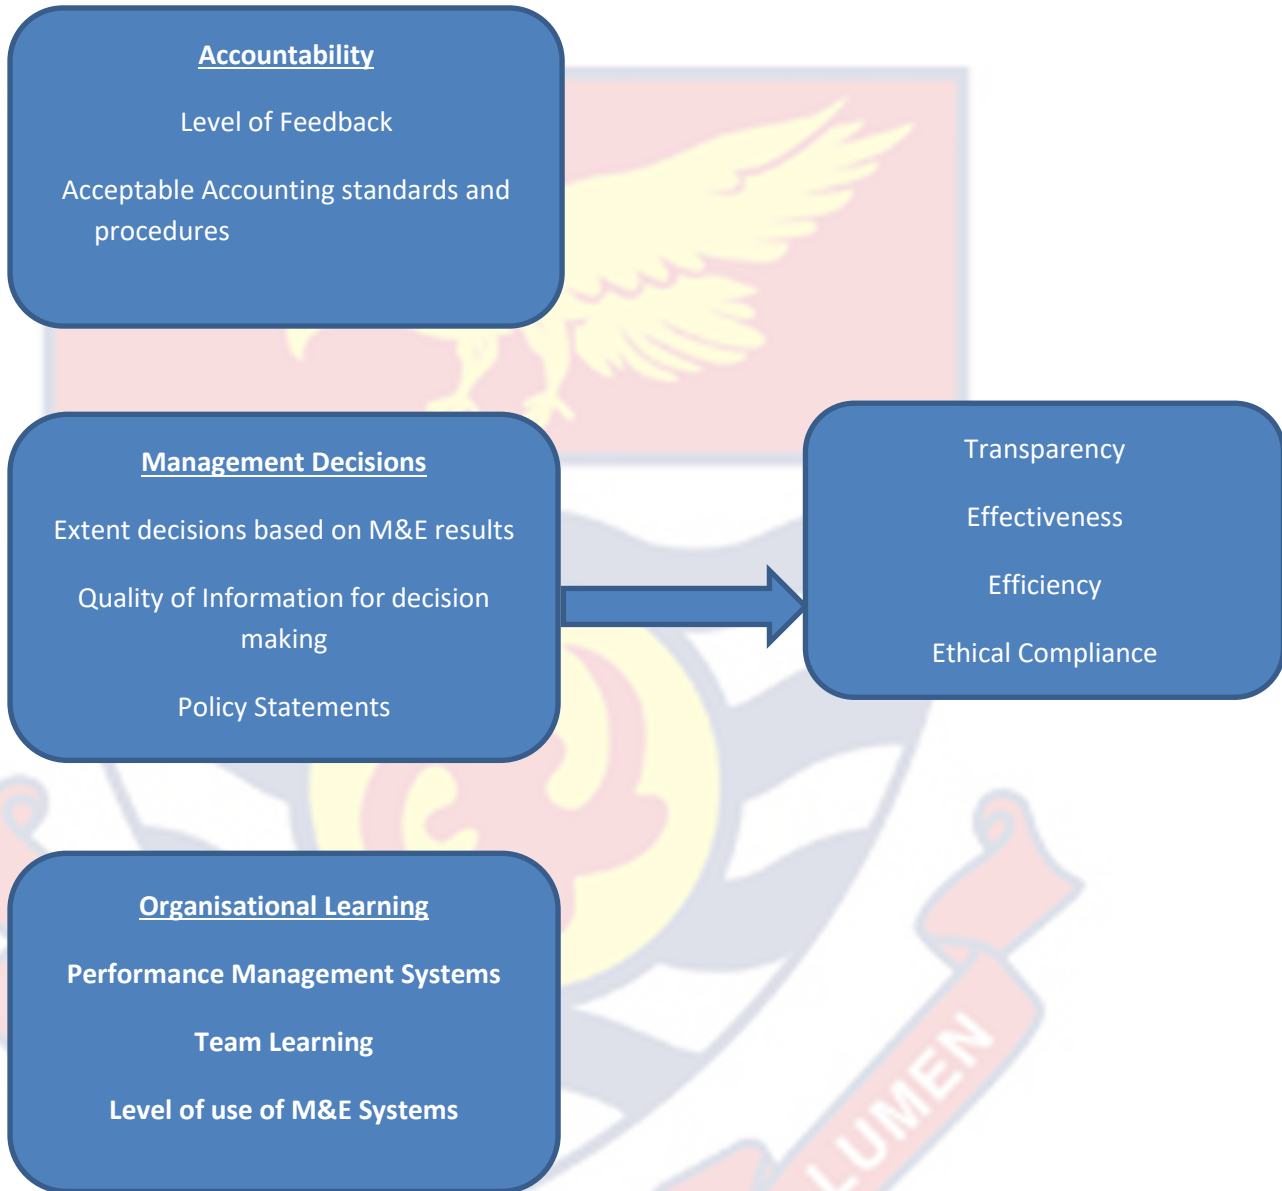 Accountability
Level of Feedback
Acceptable Accounting standards and
procedures
Management Decisions
Extent decisions based on M&E results
Quality of Information for decision
making
Policy Statements
Transparency
Effectiveness
Efficiency
Ethical Compliance
Organisational Learning
Performance Management Systems
Team Learning
Level of use of M&E Systems
LUMEN